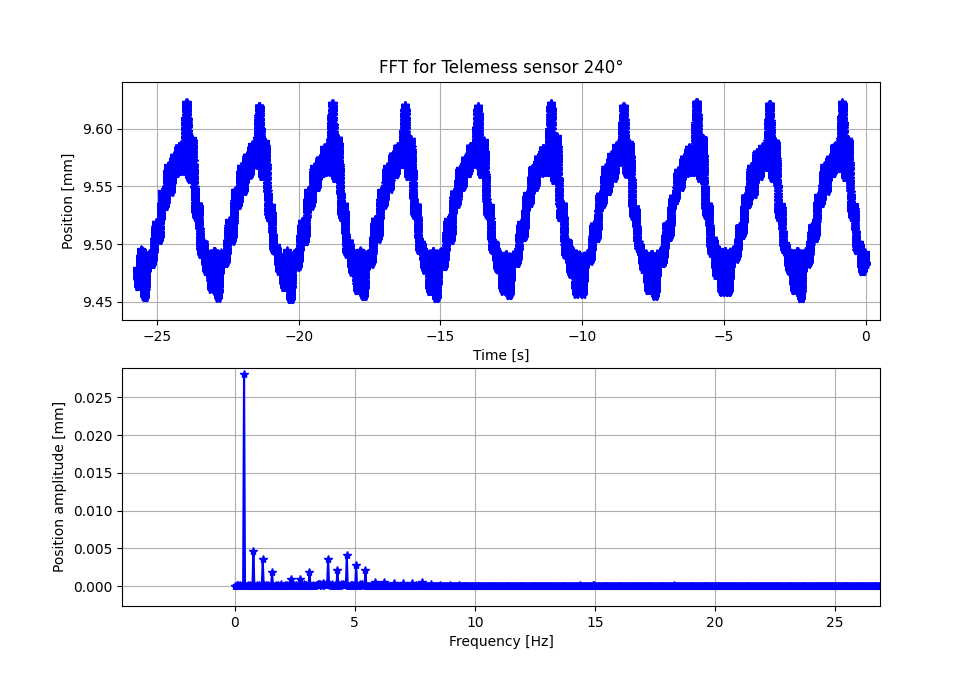 FFT for Telemess sensor 240°
Position [mm]
9.60
9.55
9.50
9.45
−25 −20 −15 −10 −5 0
Time [s]
Position amplitude [mm]
0.025
0.020
0.015
0.010
0.005
0.000
0 5 10 15 20 25
Frequency [Hz]